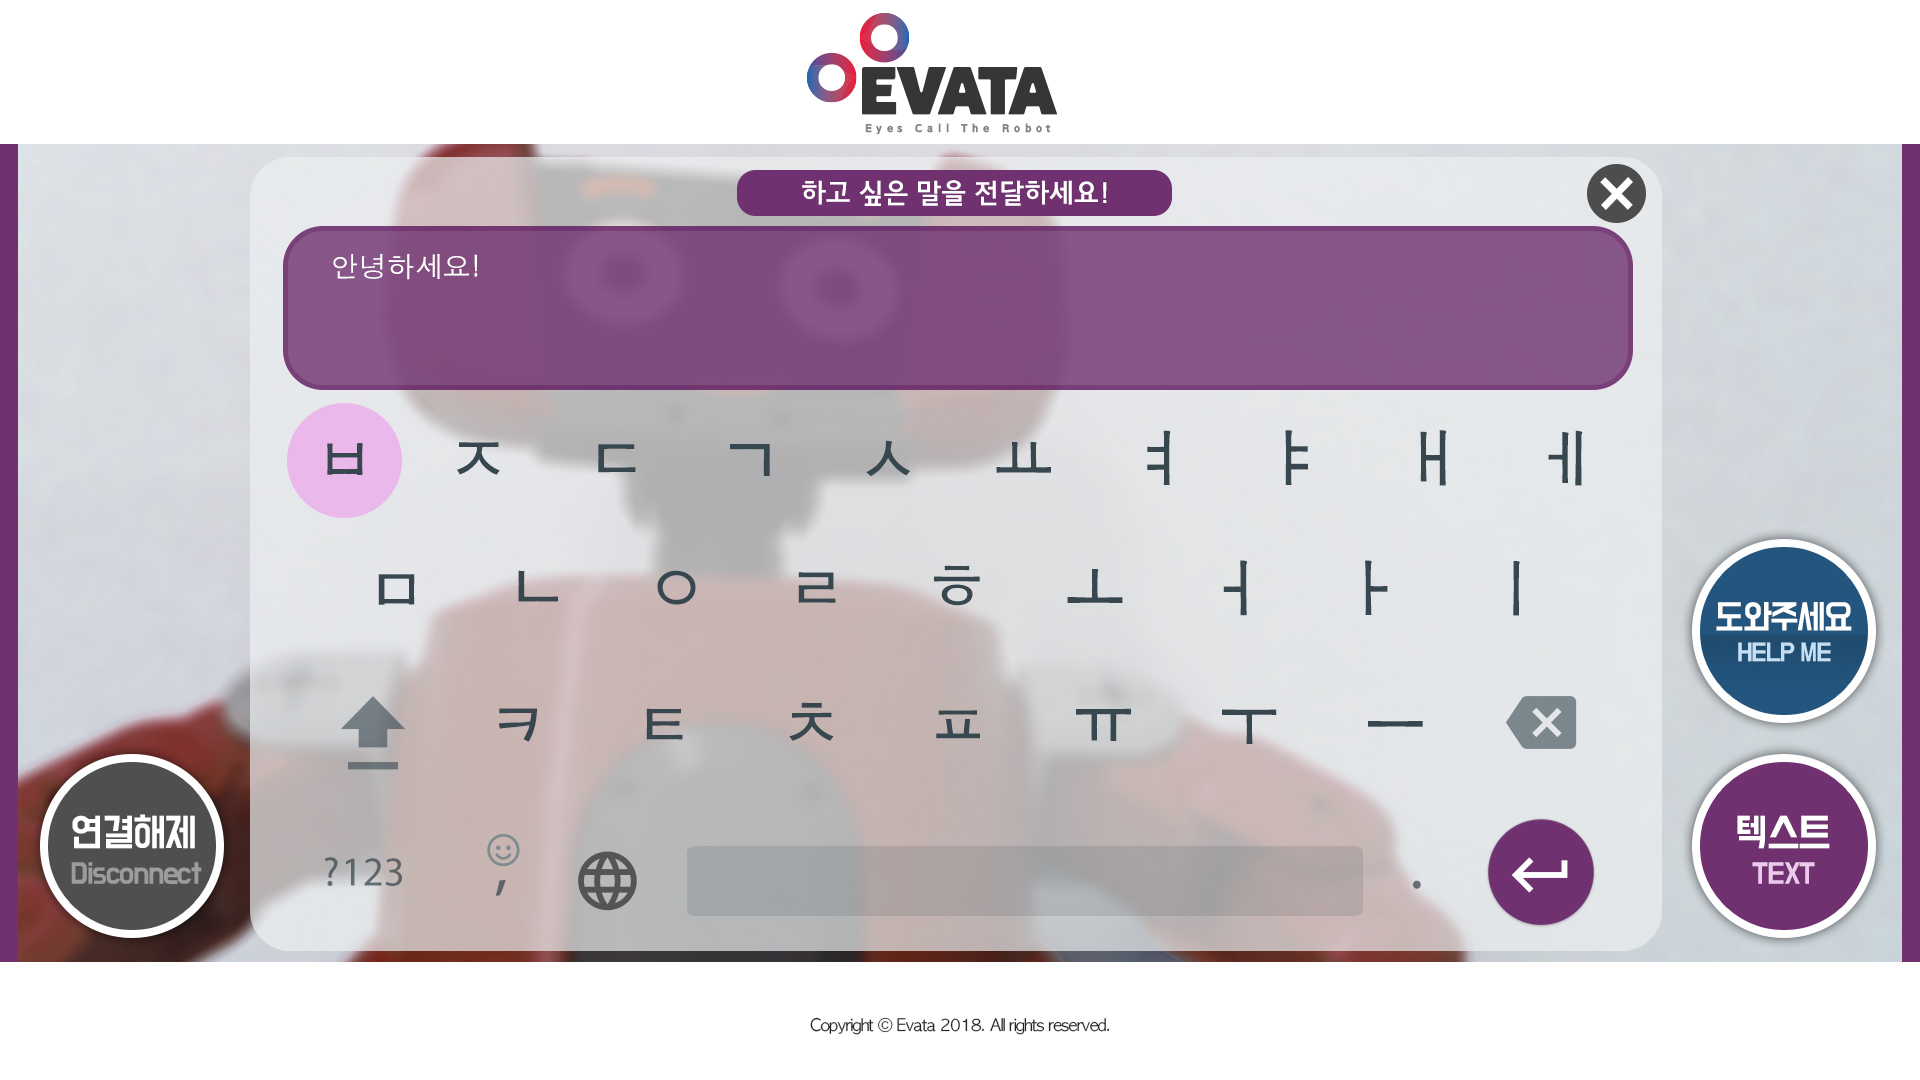 EVATA
Eyes Call The Robot
하고 싶은 말을 전달하세요!
안녕하세요!
ㅂ ㅈ ㄷ ㄱ ㅅ ㅛ ㅕ ㅑ ㅐ ㅔ
ㅁ ㄴ ㅇ ㄹ ㅎ ㅗ ㅓ ㅏ ㅣ
ㅋ ㅌ ㅊ ㅍ ㅠ ㅜ ㅡ
?123 , .
도와주세요
HELP ME
연결해제
Disconnect
텍스트
TEXT
Copyright ⓒ Evata 2018. All rights reserved.